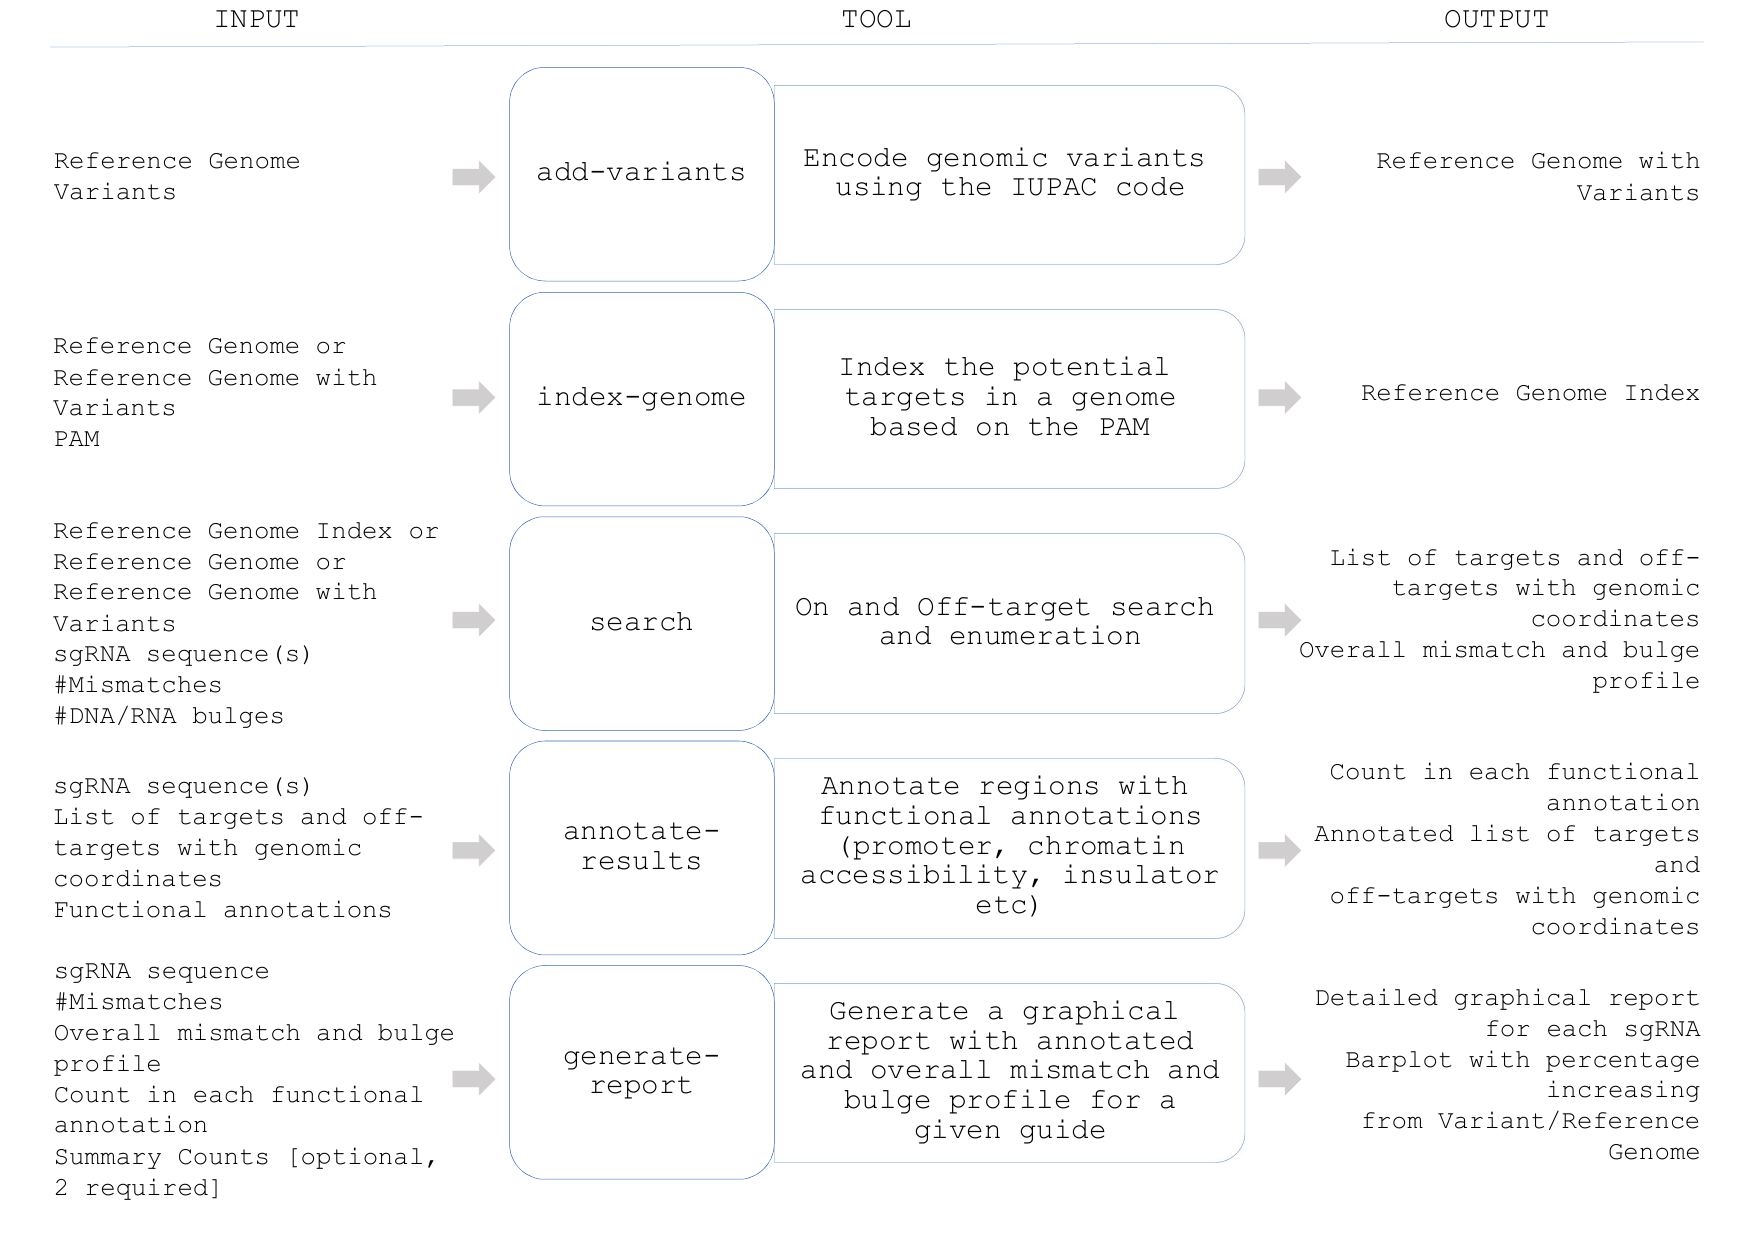 INPUT
TOOL
OUTPUT
Reference Genome
Variants
add-variants
Encode genomic variants
using the IUPAC code
Reference Genome with
Variants
Reference Genome or
Reference Genome with
Variants
PAM
index-genome
Index the potential
targets in a genome
based on the PAM
Reference Genome Index
Reference Genome Index or
Reference Genome or
Reference Genome with
Variants
sgRNA sequence(s)
#Mismatches
#DNA/RNA bulges
search
On and Off-target search
and enumeration
List of targets and off-
targets with genomic
coordinates
Overall mismatch and bulge
profile
sgRNA sequence(s)
List of targets and off-
targets with genomic
coordinates
Functional annotations
annotate-
results
Annotate regions with
functional annotations
(promoter, chromatin
accessibility, insulator
etc)
Count in each functional
annotation
Annotated list of targets
and
off-targets with genomic
coordinates
sgRNA sequence
#Mismatches
Overall mismatch and bulge
profile
Count in each functional
annotation
Summary Counts [optional,
2 required]
generate-
report
Generate a graphical
report with annotated
and overall mismatch and
bulge profile for a
given guide
Detailed graphical report
for each sgRNA
Barplot with percentage
increasing
from Variant/Reference
Genome